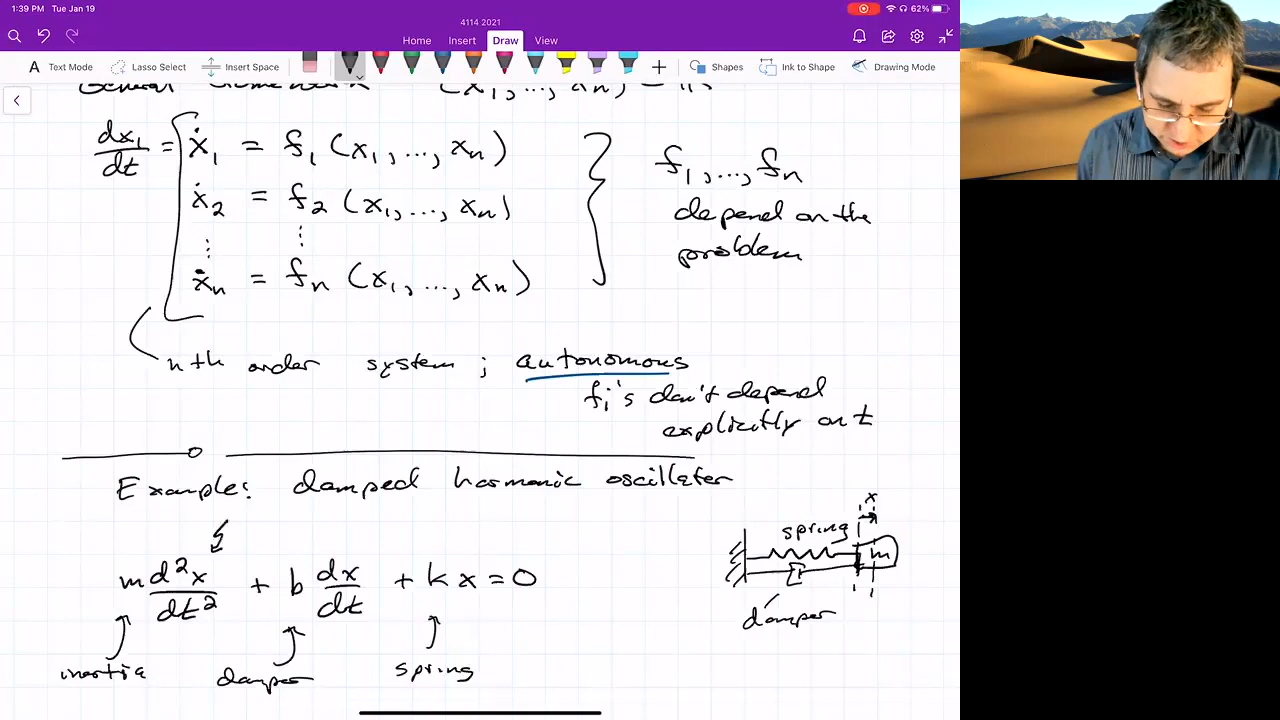 1:39 PM Tue Jan 19
62%
4114 2021
Home Insert Draw View
Text Mode Lasso Select Insert Space Shapes Ink to Shape Drawing Mode
General
(x₁, ..., xₙ)
dx₁/dt = ẋ₁ = f₁ (x₁, ..., xₙ)
ẋ₂ = f₂ (x₁, ..., xₙ)
⋮ ⋮
ẋₙ = fₙ (x₁, ..., xₙ)
f₁, ..., fₙ
depend on the
problem
nth order system ; autonomous
fᵢ's don't depend
explicitly on t
Example: damped harmonic oscillator
m d²x/dt² + b dx/dt + k x = 0
inertia damper spring
x
spring
m
damper